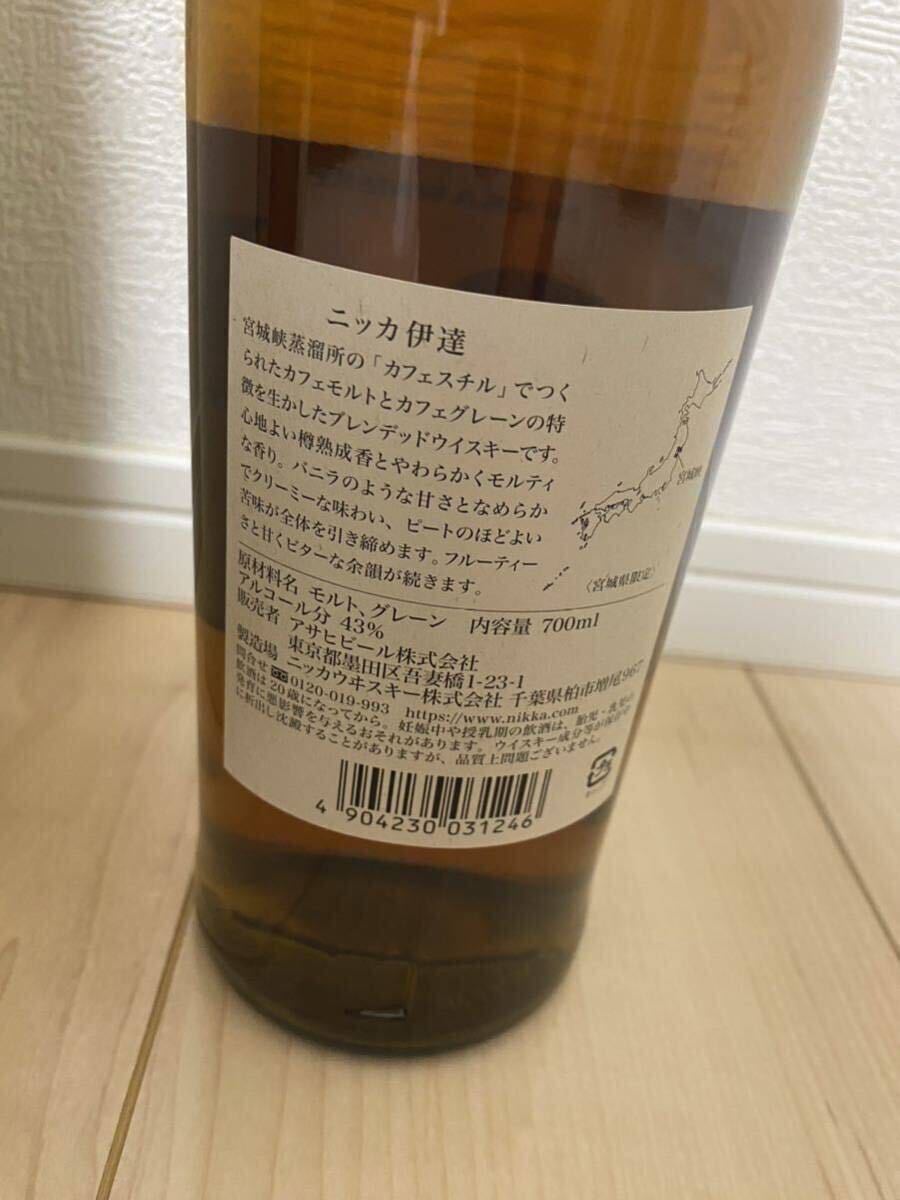 ニッカ伊達
宮城峡蒸溜所の「カフェスチル」でつく
られたカフェモルトとカフェグレーンの特
徴を生かしたブレンデッドウイスキーです。
心地よい樽熟成香とやわらかくモルティ
な香り。バニラのような甘さとなめらか
でクリーミーな味わい、ピートのほどよい
苦味が全体を引き締めます。フルーティー
さと甘くビターな余韻が続きます。
宮城峡
〈宮城県限定〉
原材料名 モルト、グレーン 内容量 700ml
アルコール分 43%
販売者 アサヒビール株式会社
東京都墨田区吾妻橋1-23-1
製造場 ニッカウヰスキー株式会社 千葉県柏市増尾967
問合せ 0120-019-993 https://www.nikka.com
飲酒は20歳になってから。妊娠中や授乳期の飲酒は、胎児・乳児の
発育に悪影響を与えるおそれがあります。ウイスキー成分等が保存中
に析出し沈澱することがありますが、品質上問題ございません。
4 904230 031246